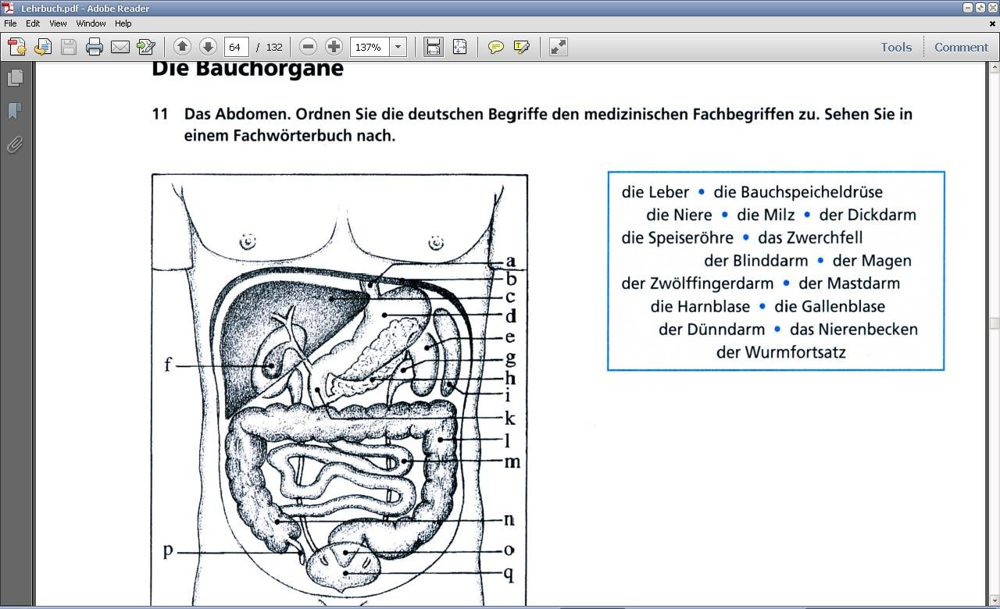 Lehrbuch.pdf - Adobe Reader
File Edit View Window Help
64 / 132 137% Tools Comment
Die Bauchorgane
11 Das Abdomen. Ordnen Sie die deutschen Begriffe den medizinischen Fachbegriffen zu. Sehen Sie in
einem Fachwörterbuch nach.
die Leber • die Bauchspeicheldrüse
die Niere • die Milz • der Dickdarm
die Speiseröhre • das Zwerchfell
der Blinddarm • der Magen
der Zwölffingerdarm • der Mastdarm
die Harnblase • die Gallenblase
der Dünndarm • das Nierenbecken
der Wurmfortsatz
a
b
c
d
e
f
g
h
i
k
l
m
n
p
o
q